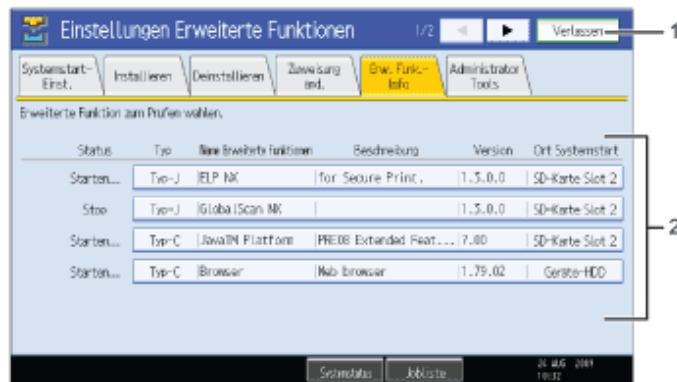 Einstellungen Erweiterte Funktionen 1/2 Verlassen 1
Systemstart- Einst.
Installieren
Deinstallieren
Zuweisung änd.
Erw. Funk.- Info
Administrator Tools
Erweiterte Funktion zum Prüfen wählen.
Status Typ Name Erweiterte Funktionen Beschreibung Version Ort Systemstart
Starten... Typ-J ELP NX for Secure Print. 1.5.0.0 SD-Karte Slot 2
Stop Typ-J GlobalScan NX 1.5.0.0 SD-Karte Slot 2
2
Starten... Typ-C JavaTM Platform PRE08 Extended Feat... 7.00 SD-Karte Slot 2
Starten... Typ-C Browser Web browser 1.79.02 Geräte-HDD
Systemstatus Jobliste 26 AUG 2009
10:32